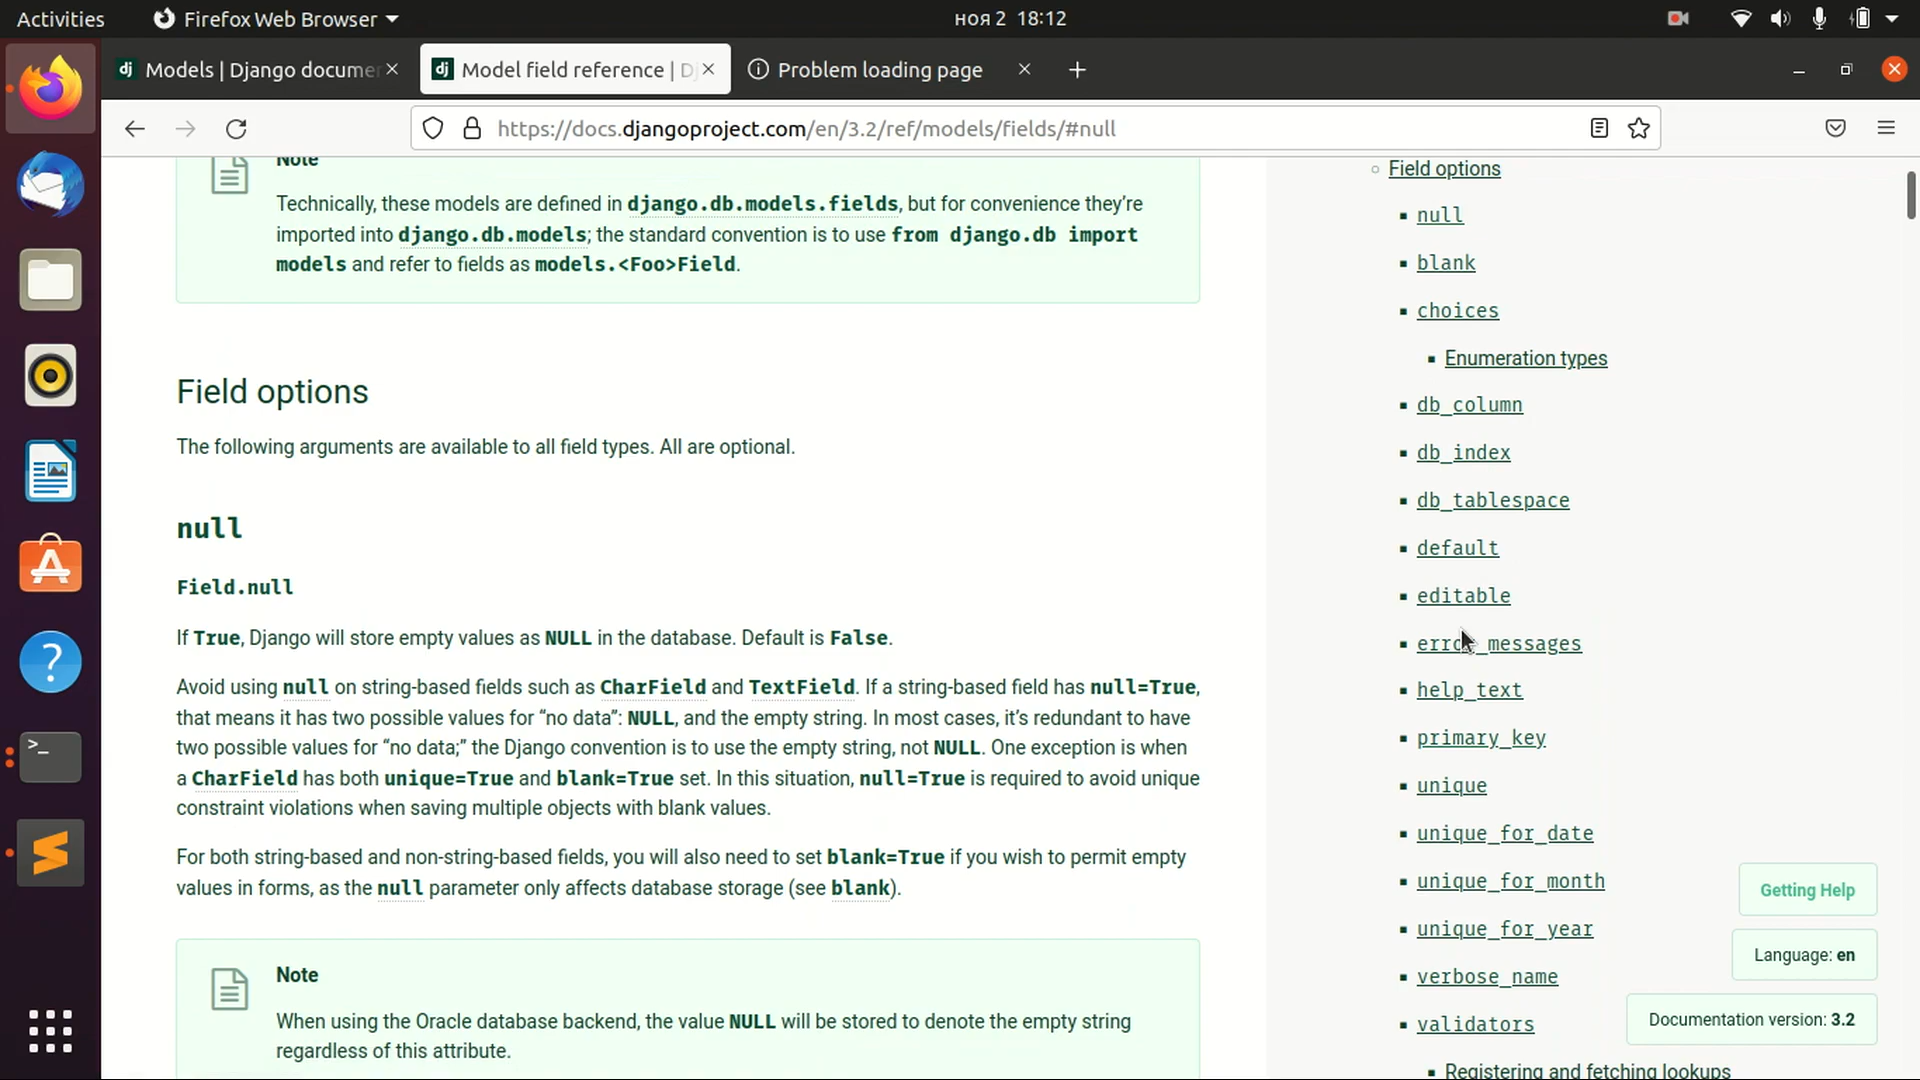 Activities
Firefox Web Browser
ноя 2 18:12
Models | Django docume
Model field reference | D
Problem loading page
https://docs.djangoproject.com/en/3.2/ref/models/fields/#null
Note
Technically, these models are defined in django.db.models.fields, but for convenience they’re
imported into django.db.models; the standard convention is to use from django.db import
models and refer to fields as models.<Foo>Field.
Field options
The following arguments are available to all field types. All are optional.
null
Field.null
If True, Django will store empty values as NULL in the database. Default is False.
Avoid using null on string-based fields such as CharField and TextField. If a string-based field has null=True,
that means it has two possible values for “no data”: NULL, and the empty string. In most cases, it’s redundant to have
two possible values for “no data;” the Django convention is to use the empty string, not NULL. One exception is when
a CharField has both unique=True and blank=True set. In this situation, null=True is required to avoid unique
constraint violations when saving multiple objects with blank values.
For both string-based and non-string-based fields, you will also need to set blank=True if you wish to permit empty
values in forms, as the null parameter only affects database storage (see blank).
Note
When using the Oracle database backend, the value NULL will be stored to denote the empty string
regardless of this attribute.
Field options
null
blank
choices
Enumeration types
db_column
db_index
db_tablespace
default
editable
error_messages
help_text
primary_key
unique
unique_for_date
unique_for_month
unique_for_year
verbose_name
validators
Registering and fetching lookups
Getting Help
Language: en
Documentation version: 3.2